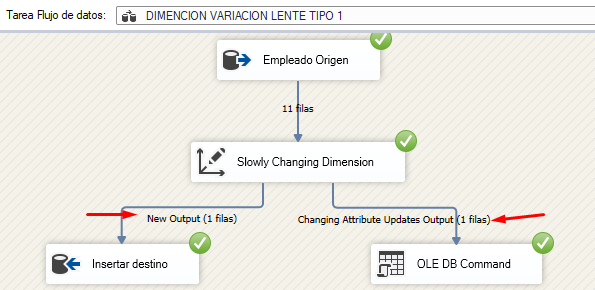 Tarea Flujo de datos: DIMENCION VARIACION LENTE TIPO 1
Empleado Origen
11 filas
Slowly Changing Dimension
New Output (1 filas)
Changing Attribute Updates Output (1 filas)
Insertar destino
OLE DB Command